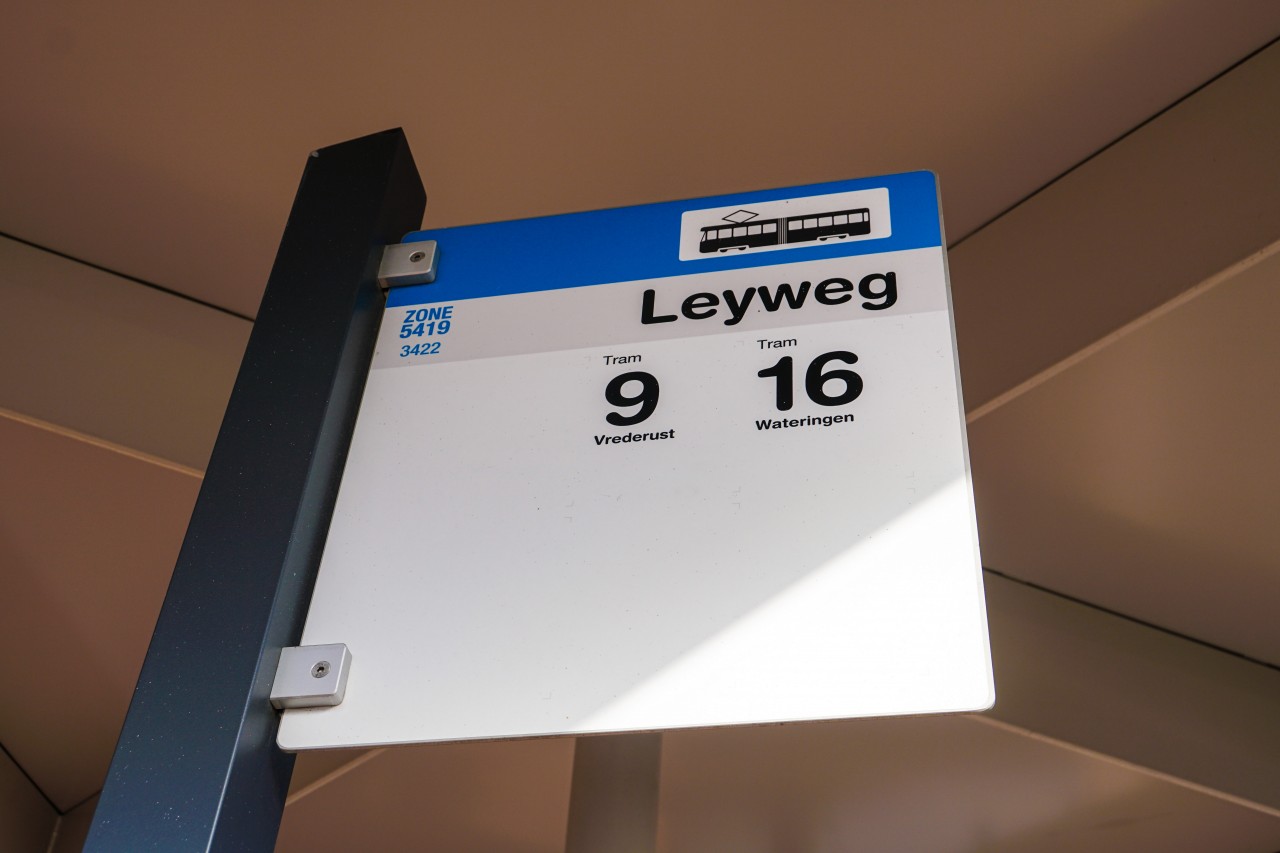 Leyweg
ZONE
5419
3422
Tram
9
Vrederust
Tram
16
Wateringen